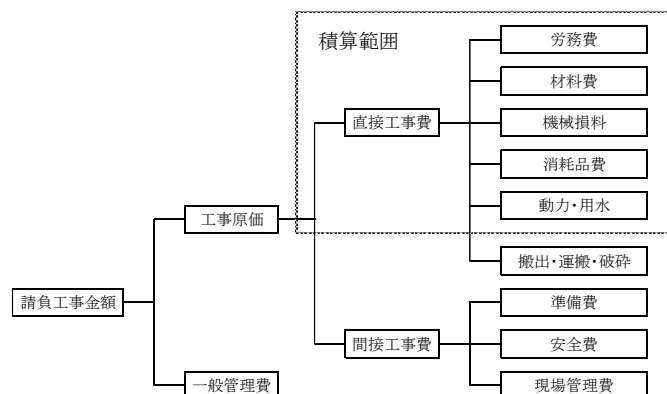 積算範囲
労務費
材料費
直接工事費
機械損料
消耗品費
動力・用水
工事原価
搬出・運搬・破砕
請負工事金額
準備費
間接工事費
安全費
一般管理費
現場管理費